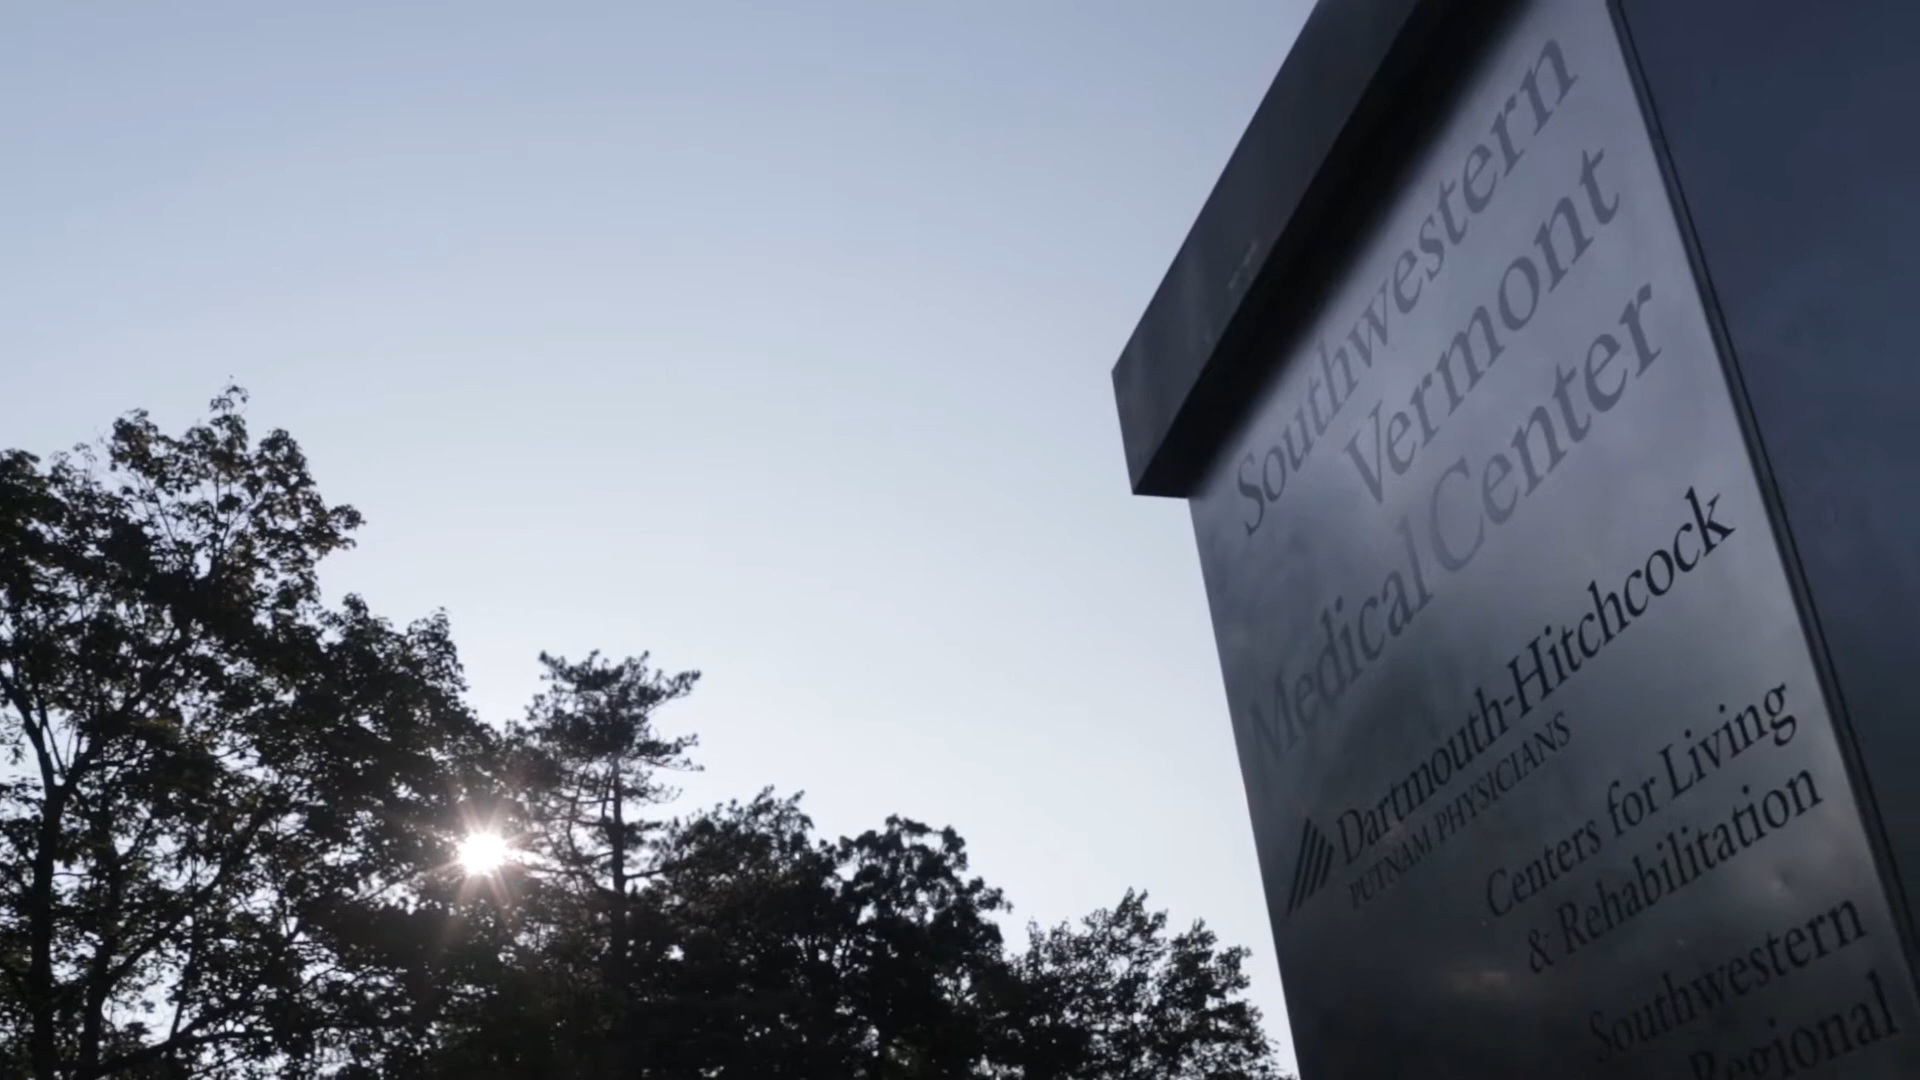 Southwestern
Vermont
Medical Center
Dartmouth-Hitchcock
PUTNAM PHYSICIANS
Centers for Living
& Rehabilitation
Southwestern
Regional